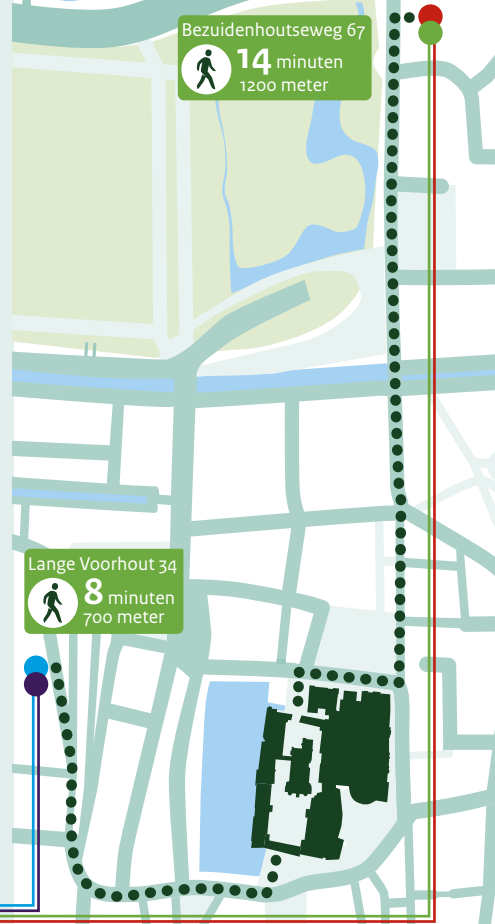 Bezuidenhoutseweg 67
14 minuten
1200 meter
Lange Voorhout 34
8 minuten
700 meter